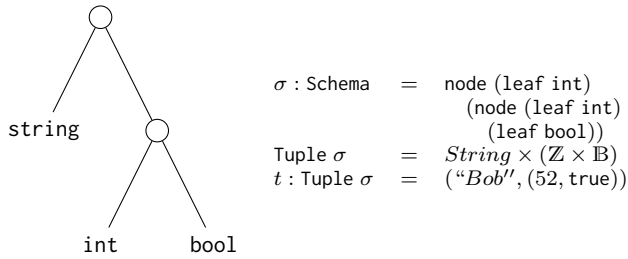 string
int bool
σ : Schema = node (leaf int)
(node (leaf int)
(leaf bool))
Tuple σ = String × (ℤ × 𝔹)
t : Tuple σ = (“Bob″, (52, true))